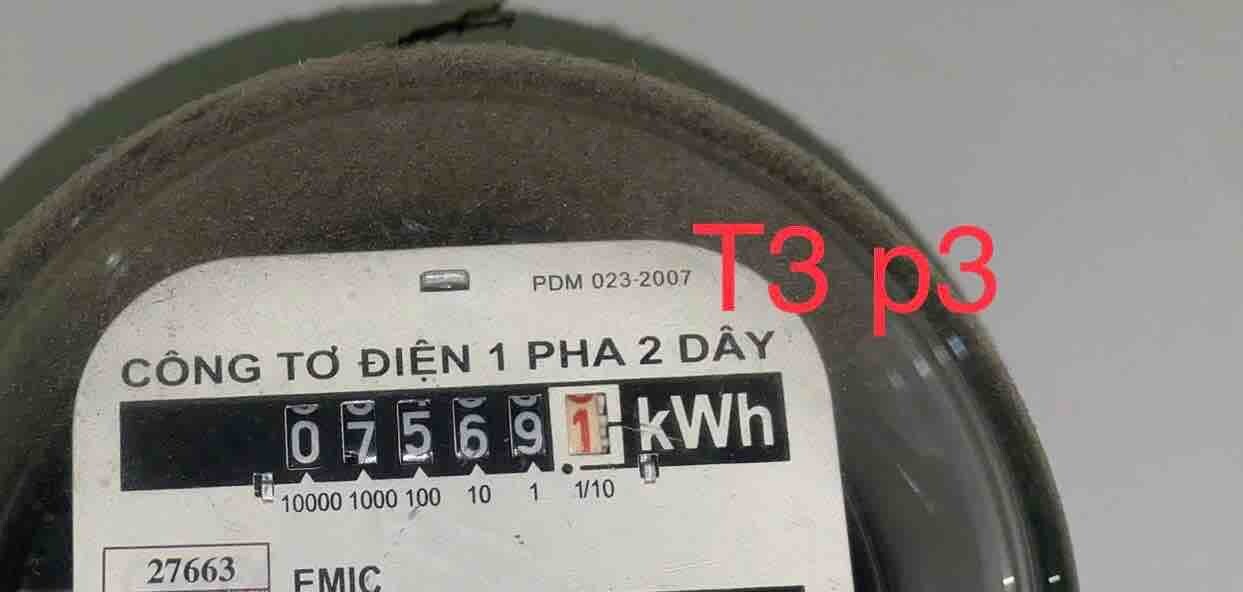 PDM 023-2007
T3 p3
CÔNG TƠ ĐIỆN 1 PHA 2 DÂY
0 7 5 6 9 1 kWh
10000 1000 100 10 1 1/10
27663
EMIC